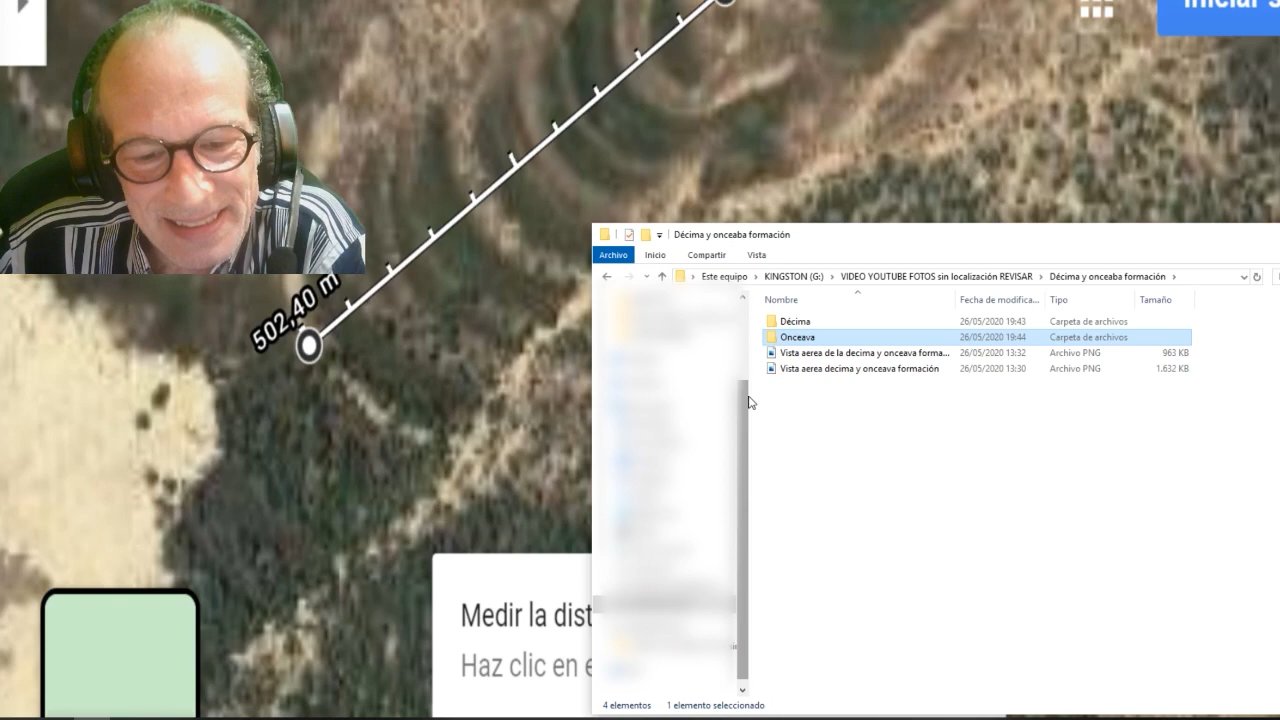 Iniciar s
502,40 m
Décima y onceaba formación
Archivo Inicio Compartir Vista
Este equipo > KINGSTON (G:) > VIDEO YOUTUBE FOTOS sin localización REVISAR > Décima y onceaba formación >
Nombre Fecha de modifica... Tipo Tamaño
Décima 26/05/2020 19:43 Carpeta de archivos
Onceava 26/05/2020 19:44 Carpeta de archivos
Vista aerea de la decima y onceava forma... 26/05/2020 13:32 Archivo PNG 963 KB
Vista aerea decima y onceava formación 26/05/2020 13:30 Archivo PNG 1.632 KB
Medir la dist
Haz clic en e
4 elementos 1 elemento seleccionado